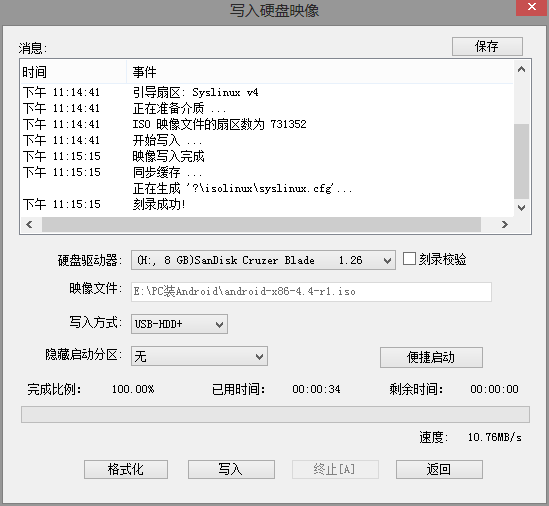 写入硬盘映像
消息: 保存
时间 事件
下午 11:14:41 引导扇区: Syslinux v4
下午 11:14:41 正在准备介质 ...
下午 11:14:41 ISO 映像文件的扇区数为 731352
下午 11:14:41 开始写入 ...
下午 11:15:15 映像写入完成
下午 11:15:15 同步缓存 ...
正在生成 '?\isolinux\syslinux.cfg'...
下午 11:15:15 刻录成功!
硬盘驱动器: (H:, 8 GB)SanDisk Cruzer Blade 1.26 刻录校验
映像文件: E:\PC装Android\android-x86-4.4-r1.iso
写入方式: USB-HDD+
隐藏启动分区: 无 便捷启动
完成比例: 100.00% 已用时间: 00:00:34 剩余时间: 00:00:00
速度: 10.76MB/s
格式化 写入 终止[A] 返回